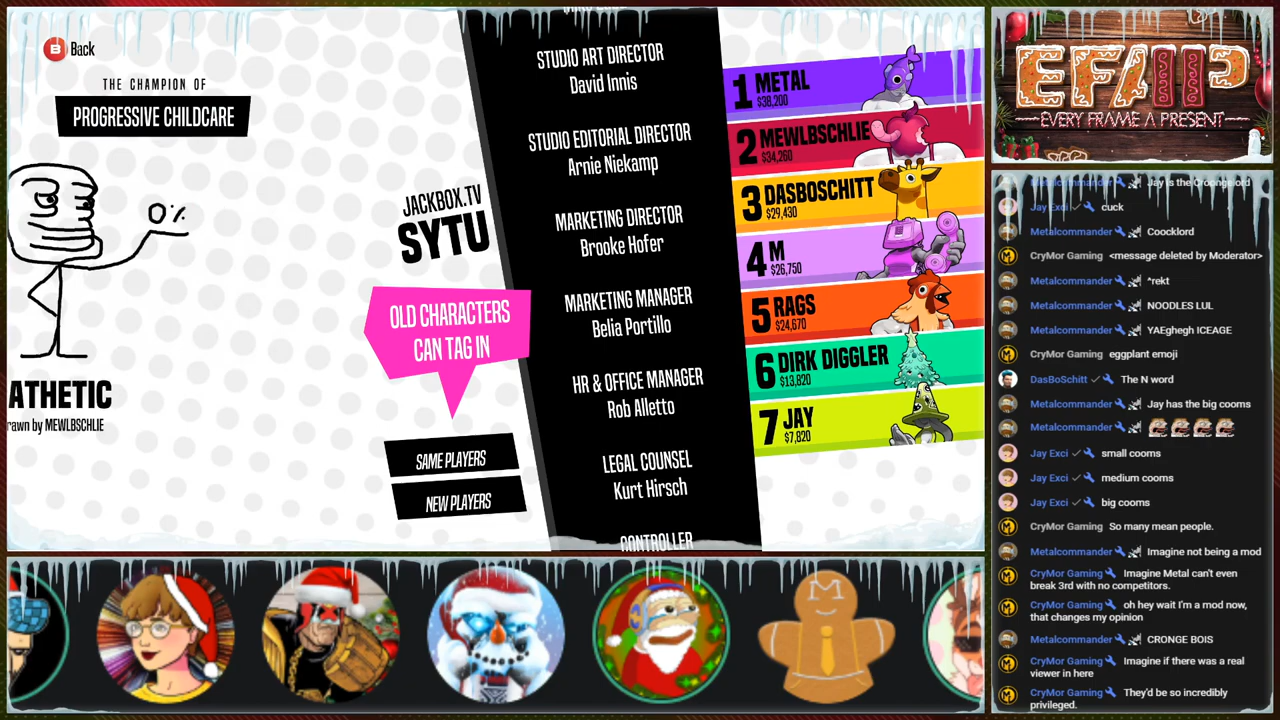 B Back
THE CHAMPION OF
PROGRESSIVE CHILDCARE
0%
ATHETIC
rawn by MEWLBSCHLIE
JACKBOX.TV
SYTU
OLD CHARACTERS
CAN TAG IN
SAME PLAYERS
NEW PLAYERS
STUDIO ART DIRECTOR
David Innis
STUDIO EDITORIAL DIRECTOR
Arnie Niekamp
MARKETING DIRECTOR
Brooke Hofer
MARKETING MANAGER
Belia Portillo
HR & OFFICE MANAGER
Rob Alletto
LEGAL COUNSEL
Kurt Hirsch
CONTROLLER
1 METAL
$38,200
2 MEWLBSCHLIE
$34,260
3 DASBOSCHITT
$29,430
4 M
$26,750
5 RAGS
$24,670
6 DIRK DIGGLER
$13,820
7 JAY
$7,820
EFAP
EVERY FRAME A PRESENT
Metalcommander Jay is the Croongelord
Jay Exci cuck
Metalcommander Coocklord
CryMor Gaming <message deleted by Moderator>
Metalcommander ^rekt
Metalcommander NOODLES LUL
Metalcommander YAEghegh ICEAGE
CryMor Gaming eggplant emoji
DasBoSchitt The N word
Metalcommander Jay has the big cooms
Metalcommander
Jay Exci small cooms
Jay Exci medium cooms
Jay Exci big cooms
CryMor Gaming So many mean people.
Metalcommander Imagine not being a mod
CryMor Gaming Imagine Metal can't even
break 3rd with no competitors.
CryMor Gaming oh hey wait I'm a mod now,
that changes my opinion
Metalcommander CRONGE BOIS
CryMor Gaming Imagine if there was a real
viewer in here
CryMor Gaming They'd be so incredibly
privileged.
M